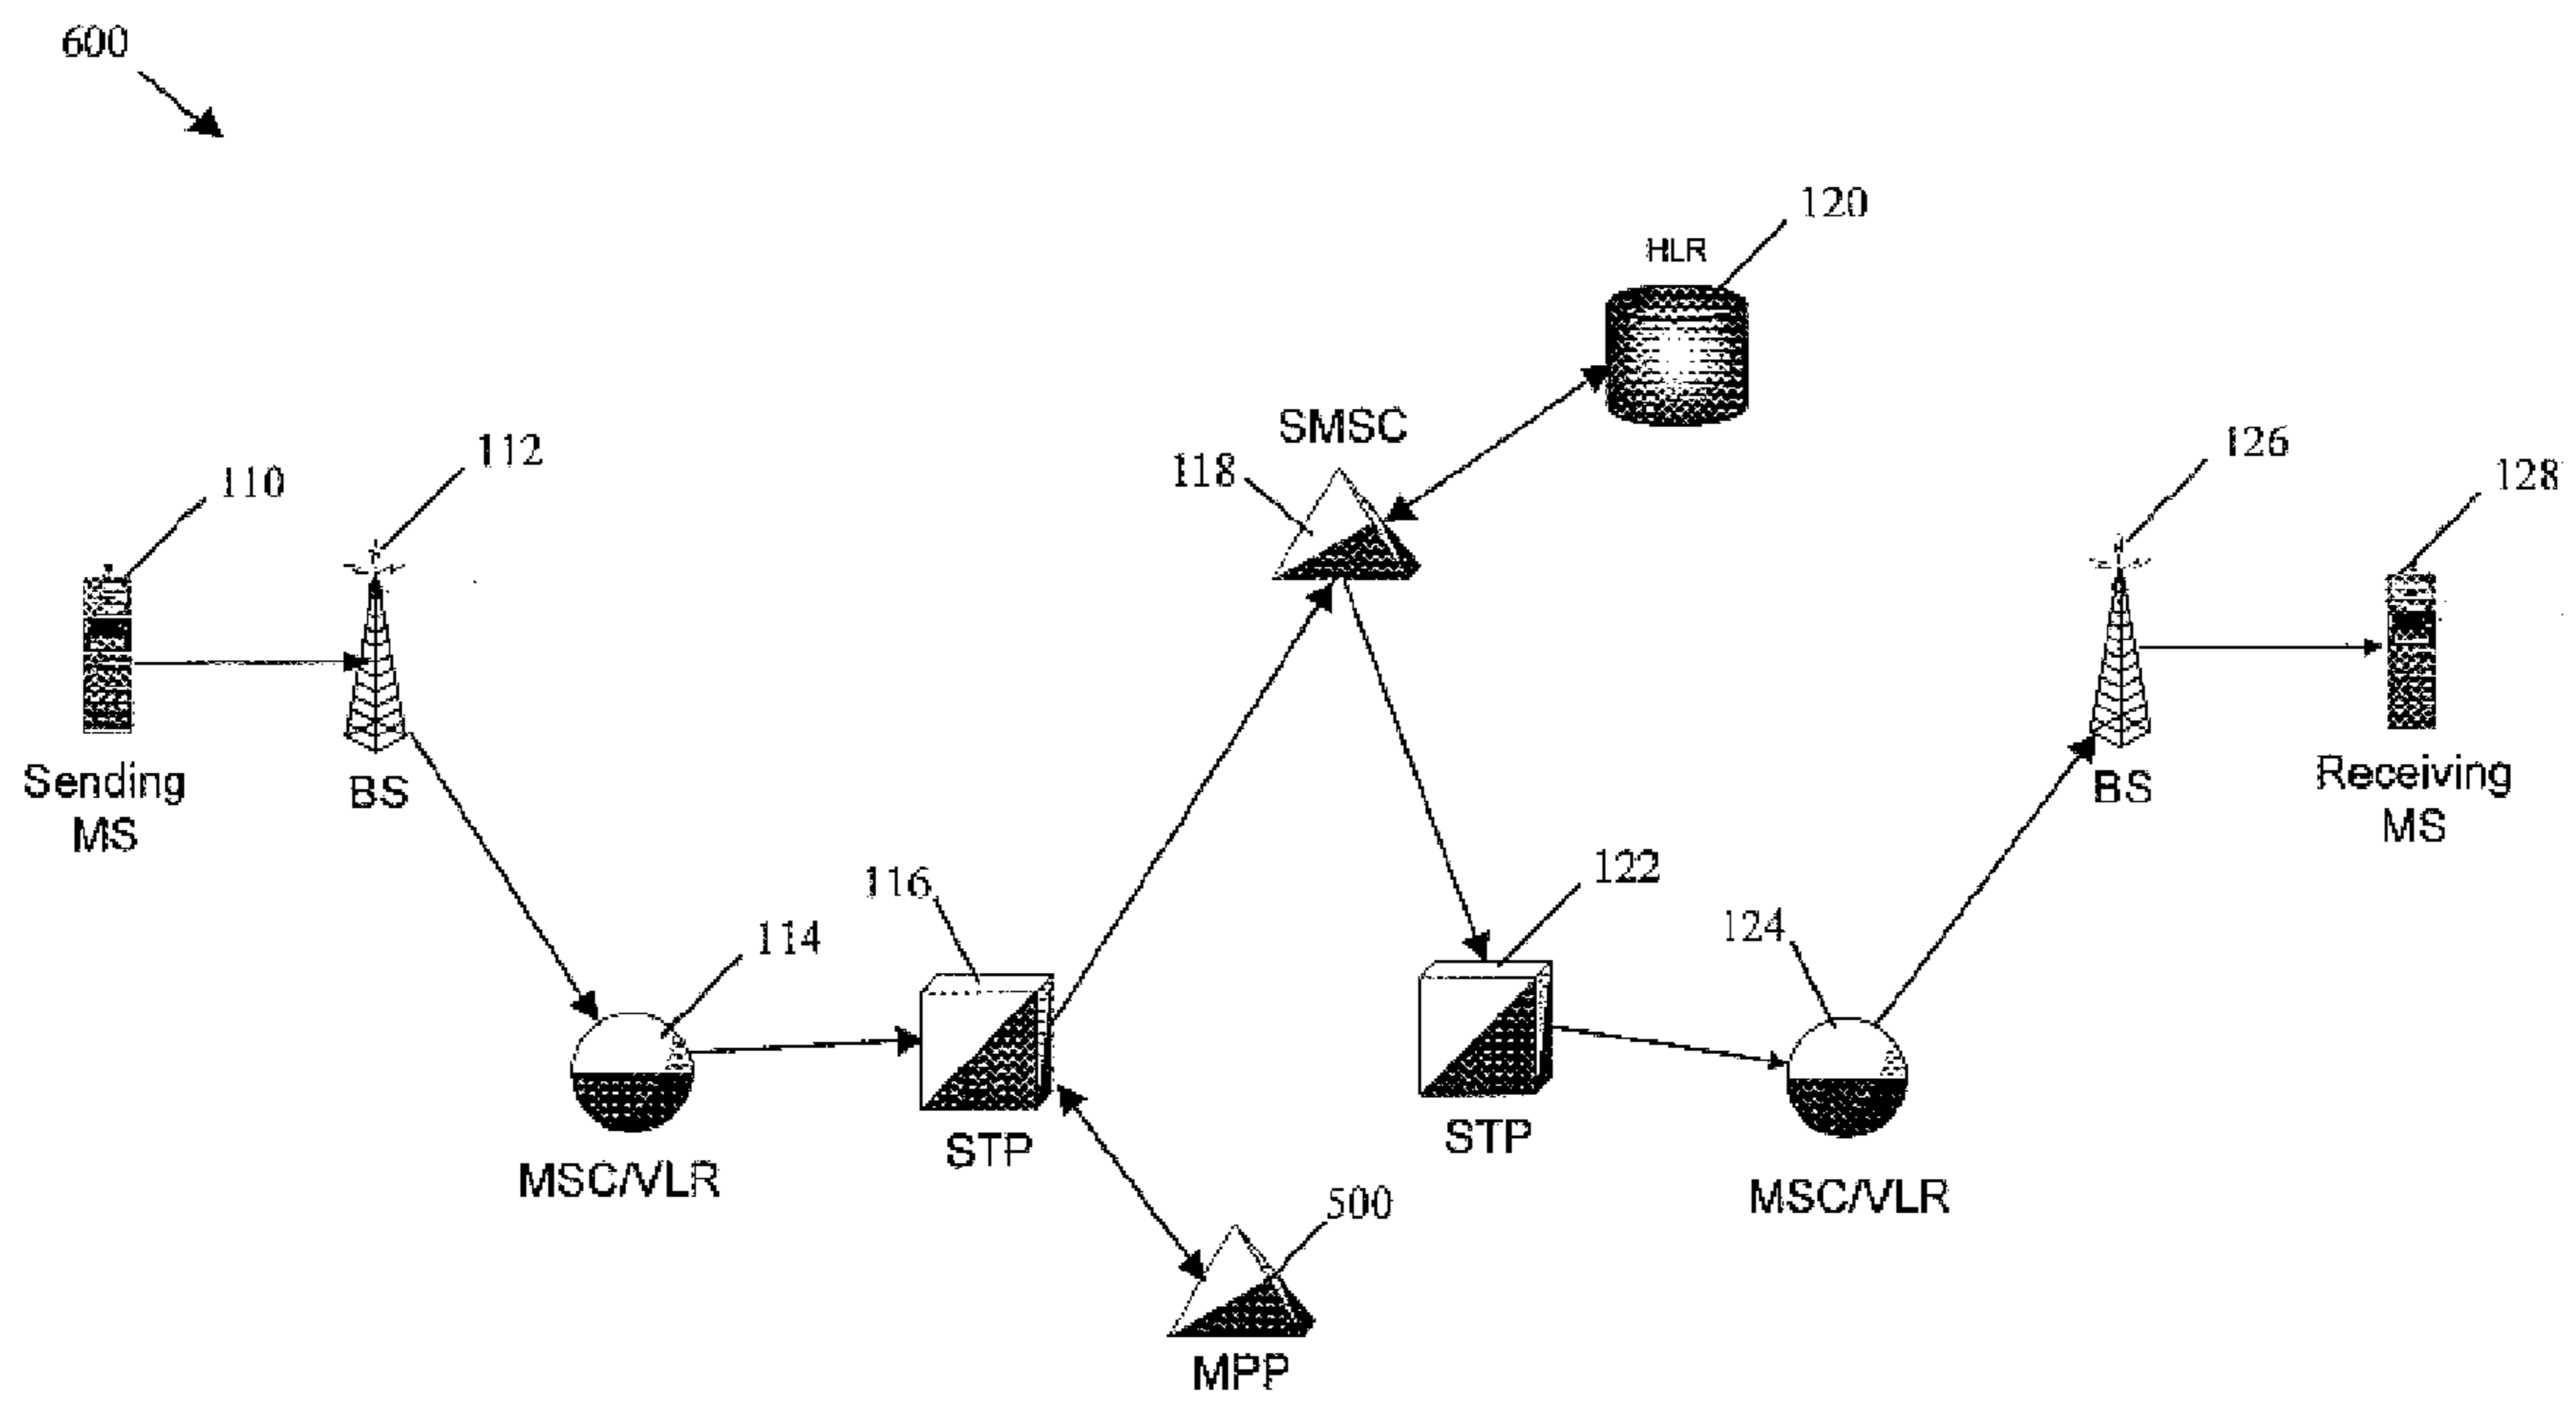 600
120
HLR
SMSC
118
112
110
126
128
Sending
MS
BS
BS
Receiving
MS
116
122
114
124
STP
STP
MSC/VLR
MSC/VLR
500
MPP